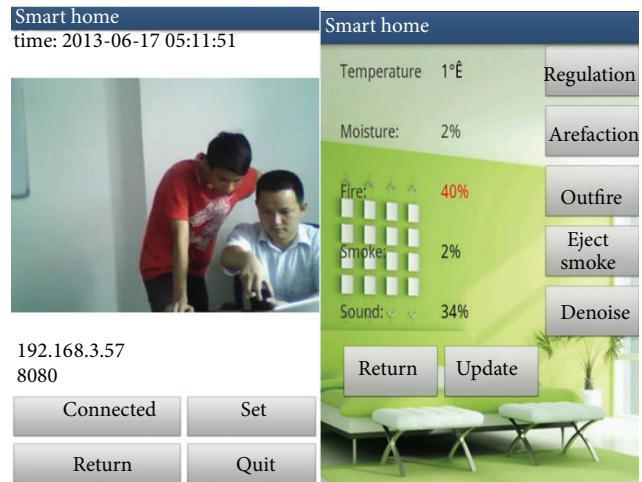 Smart home
time: 2013-06-17 05:11:51
192.168.3.57
8080
Connected
Set
Return
Quit
Smart home
Temperature 1°Ê
Regulation
Moisture: 2%
Arefaction
Fire: 40%
Outfire
Smoke: 2%
Eject
smoke
Sound: 34%
Denoise
Return
Update